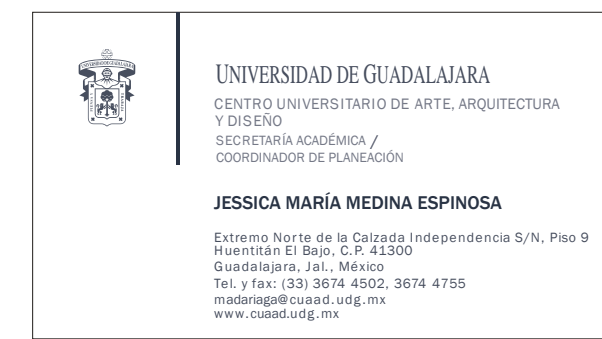 UNIVERSIDAD DE GUADALAJARA
CENTRO UNIVERSITARIO DE ARTE, ARQUITECTURA
Y DISEÑO
SECRETARÍA ACADÉMICA /
COORDINADOR DE PLANEACIÓN
JESSICA MARÍA MEDINA ESPINOSA
Extremo Norte de la Calzada Independencia S/N, Piso 9
Huentitán El Bajo, C.P. 41300
Guadalajara, Jal., México
Tel. y fax: (33) 3674 4502, 3674 4755
madariaga@cuaad.udg.mx
www.cuaad.udg.mx